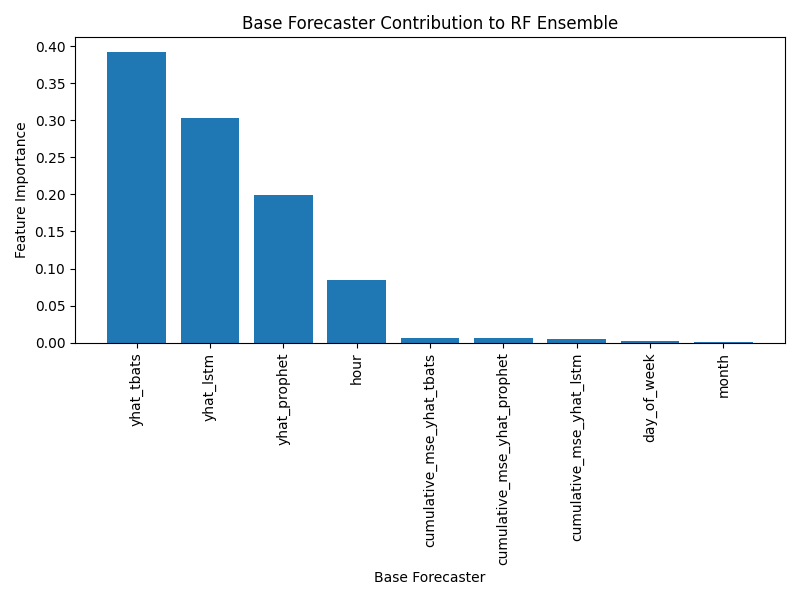 Base Forecaster Contribution to RF Ensemble
Feature Importance
0.40
0.35
0.30
0.25
0.20
0.15
0.10
0.05
0.00
yhat_tbats
yhat_lstm
yhat_prophet
hour
cumulative_mse_yhat_tbats
cumulative_mse_yhat_prophet
cumulative_mse_yhat_lstm
day_of_week
month
Base Forecaster